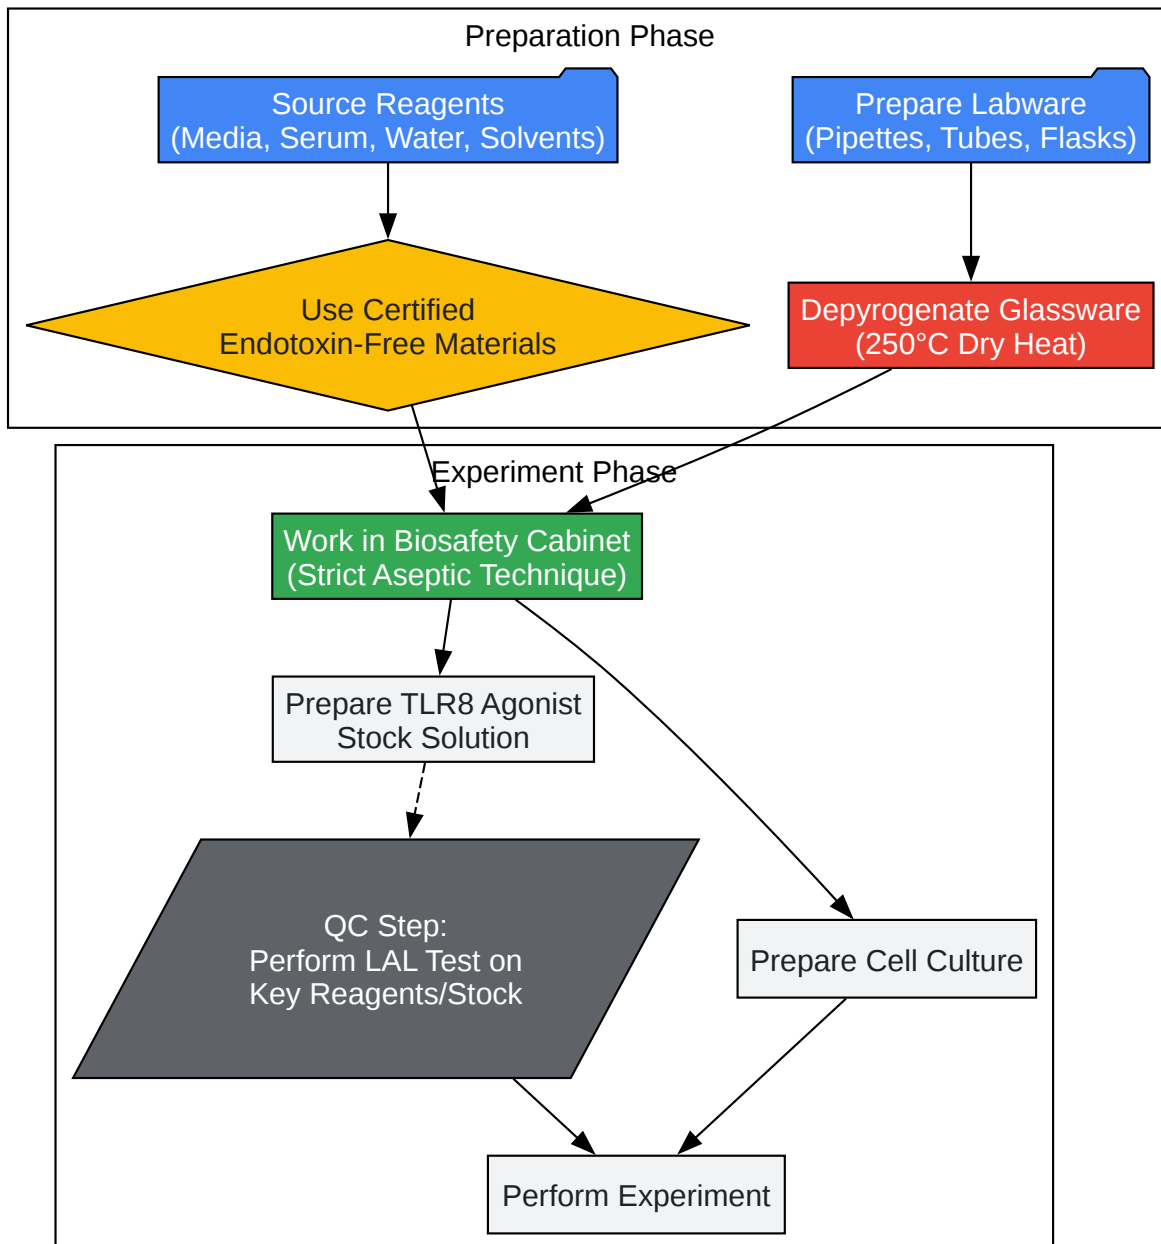 Preparation Phase
Source Reagents
(Media, Serum, Water, Solvents)
Prepare Labware
(Pipettes, Tubes, Flasks)
Use Certified
Endotoxin-Free Materials
Depyrogenate Glassware
(250°C Dry Heat)
Experiment Phase
Work in Biosafety Cabinet
(Strict Aseptic Technique)
Prepare TLR8 Agonist
Stock Solution
QC Step:
Perform LAL Test on
Key Reagents/Stock
Prepare Cell Culture
Perform Experiment